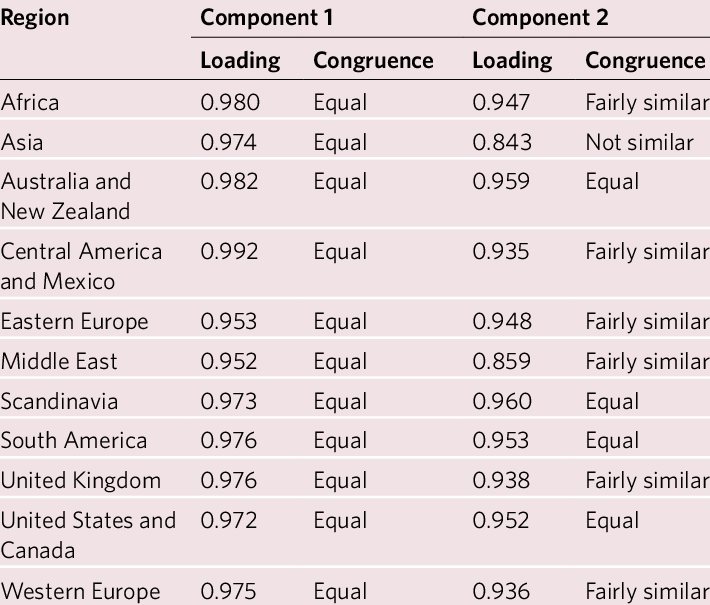 Region Component 1 Component 2
Loading Congruence Loading Congruence
Africa 0.980 Equal 0.947 Fairly similar
Asia 0.974 Equal 0.843 Not similar
Australia and 0.982 Equal 0.959 Equal
New Zealand
Central America 0.992 Equal 0.935 Fairly similar
and Mexico
Eastern Europe 0.953 Equal 0.948 Fairly similar
Middle East 0.952 Equal 0.859 Fairly similar
Scandinavia 0.973 Equal 0.960 Equal
South America 0.976 Equal 0.953 Equal
United Kingdom 0.976 Equal 0.938 Fairly similar
United States and 0.972 Equal 0.952 Equal
Canada
Western Europe 0.975 Equal 0.936 Fairly similar